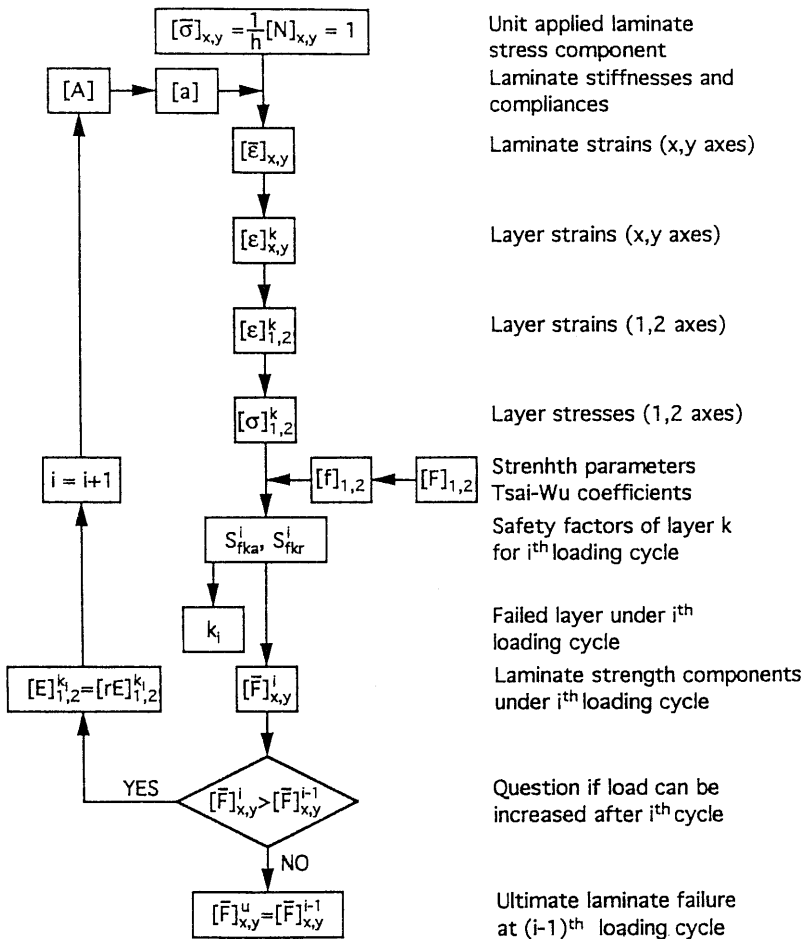 [σ̅]x,y = 1/h [N]x,y = 1
Unit applied laminate
stress component
[A]
[a]
Laminate stiffnesses and
compliances
[ε̅]x,y
Laminate strains (x,y axes)
[ε]ᵏx,y
Layer strains (x,y axes)
[ε]ᵏ1,2
Layer strains (1,2 axes)
[σ]ᵏ1,2
Layer stresses (1,2 axes)
i = i+1
[f]1,2
[F]1,2
Strenhth parameters
Tsai-Wu coefficients
Sⁱfka, Sⁱfkr
Safety factors of layer k
for iᵗʰ loading cycle
kᵢ
Failed layer under iᵗʰ
loading cycle
[E]ᵏⁱ1,2=[rE]ᵏⁱ1,2
[F̅]ⁱx,y
Laminate strength components
under iᵗʰ loading cycle
YES
[F̅]ⁱx,y>[F̅]ⁱ⁻¹x,y
Question if load can be
increased after iᵗʰ cycle
NO
[F̅]ᵘx,y=[F̅]ⁱ⁻¹x,y
Ultimate laminate failure
at (i-1)ᵗʰ loading cycle